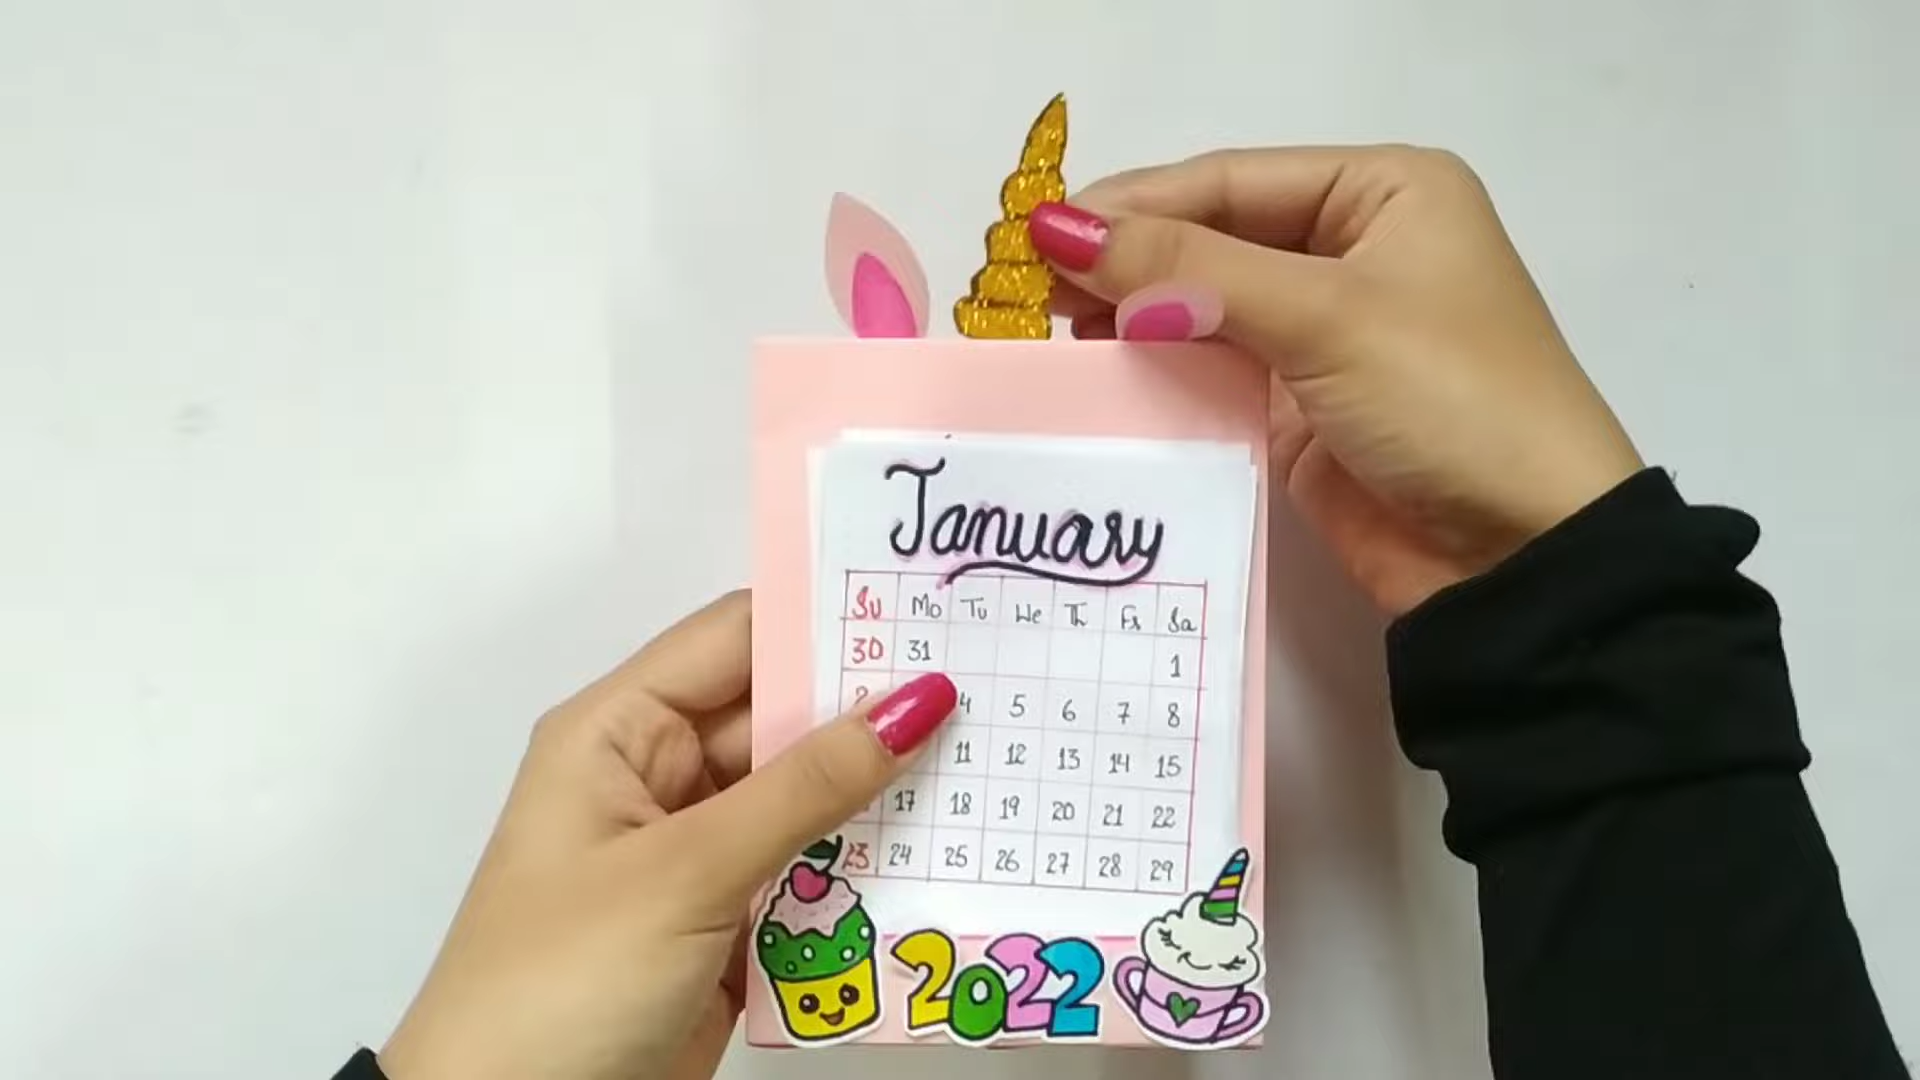 January
Su Mo Tu We Th Fr Sa
30 31 1
4 5 6 7 8
11 12 13 14 15
17 18 19 20 21 22
23 24 25 26 27 28 29
2022